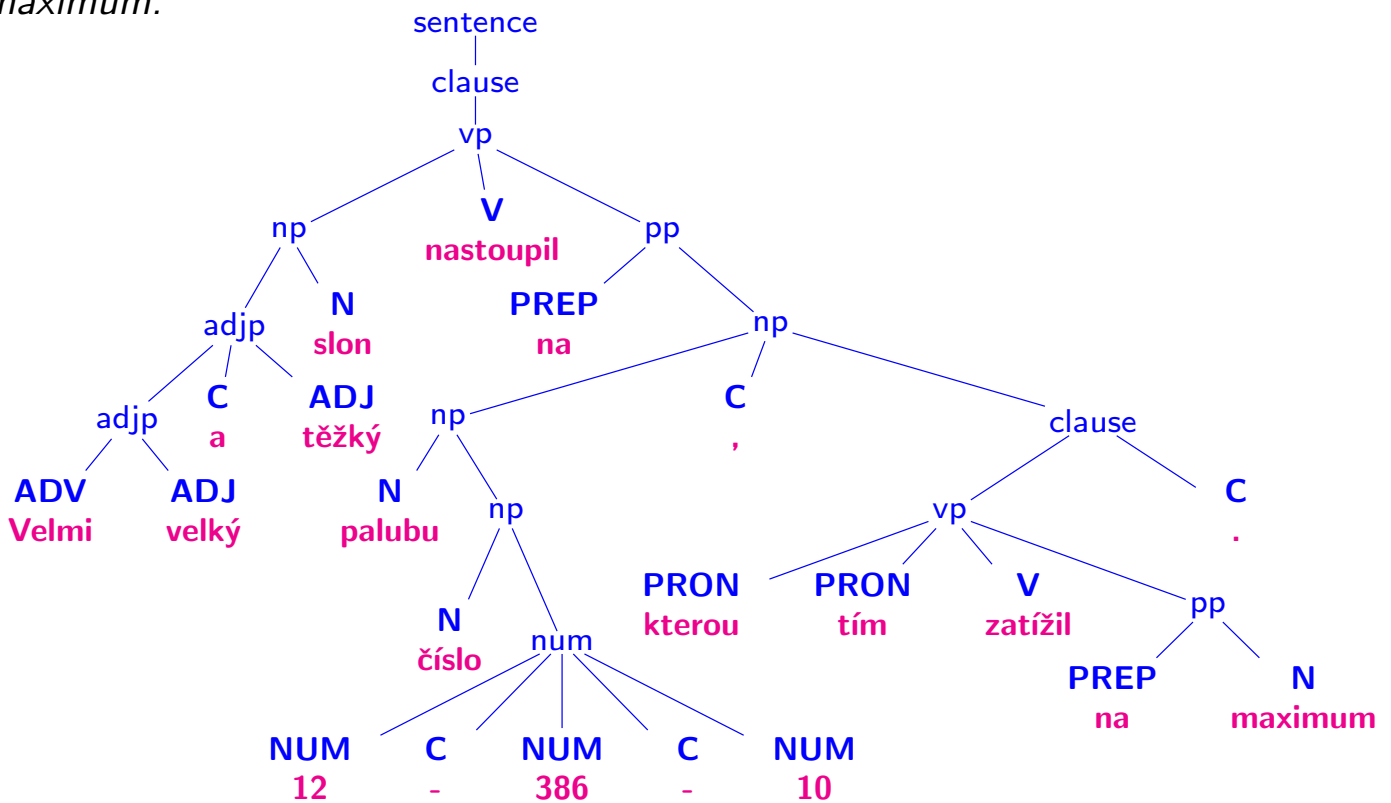 maximum.
sentence
clause
vp
np V pp
nastoupil
N PREP np
adjp slon na
C ADJ np C clause
adjp a těžký ,
ADV ADJ N np vp C
Velmi velký palubu .
PRON PRON V pp
N kterou tím zatížil
číslo num
PREP N
na maximum
NUM C NUM C NUM
12 - 386 - 10